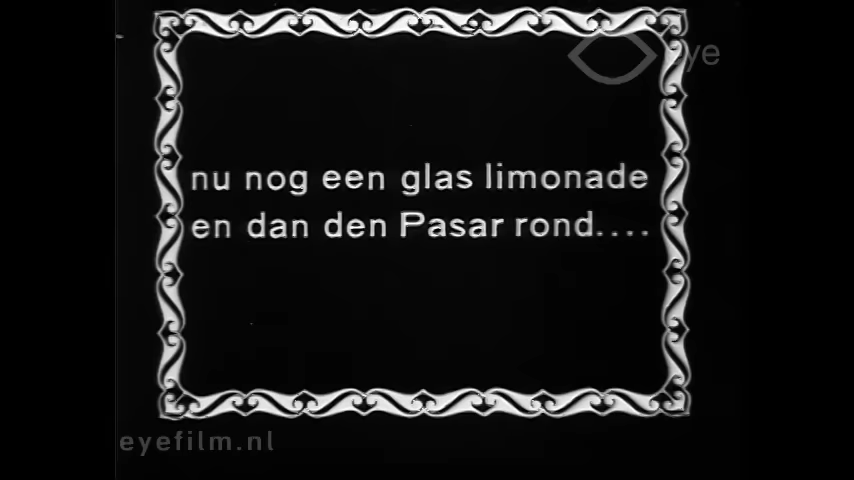 eye
nu nog een glas limonade
en dan den Pasar rond....
eyefilm.nl